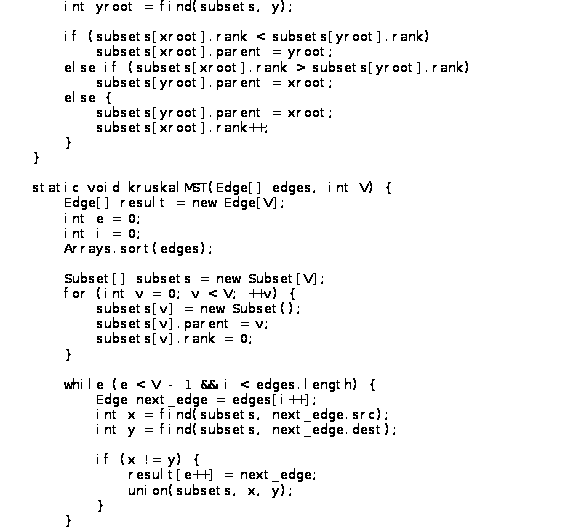 int yroot = find(subsets, y);
if (subsets[xroot].rank < subsets[yroot].rank)
subsets[xroot].parent = yroot;
else if (subsets[xroot].rank > subsets[yroot].rank)
subsets[yroot].parent = xroot;
else {
subsets[yroot].parent = xroot;
subsets[xroot].rank++;
}
}
static void kruskalMST(Edge[] edges, int V) {
Edge[] result = new Edge[V];
int e = 0;
int i = 0;
Arrays.sort(edges);
Subset[] subsets = new Subset[V];
for (int v = 0; v < V; ++v) {
subsets[v] = new Subset();
subsets[v].parent = v;
subsets[v].rank = 0;
}
while (e < V - 1 && i < edges.length) {
Edge next_edge = edges[i++];
int x = find(subsets, next_edge.src);
int y = find(subsets, next_edge.dest);
if (x != y) {
result[e++] = next_edge;
union(subsets, x, y);
}
}